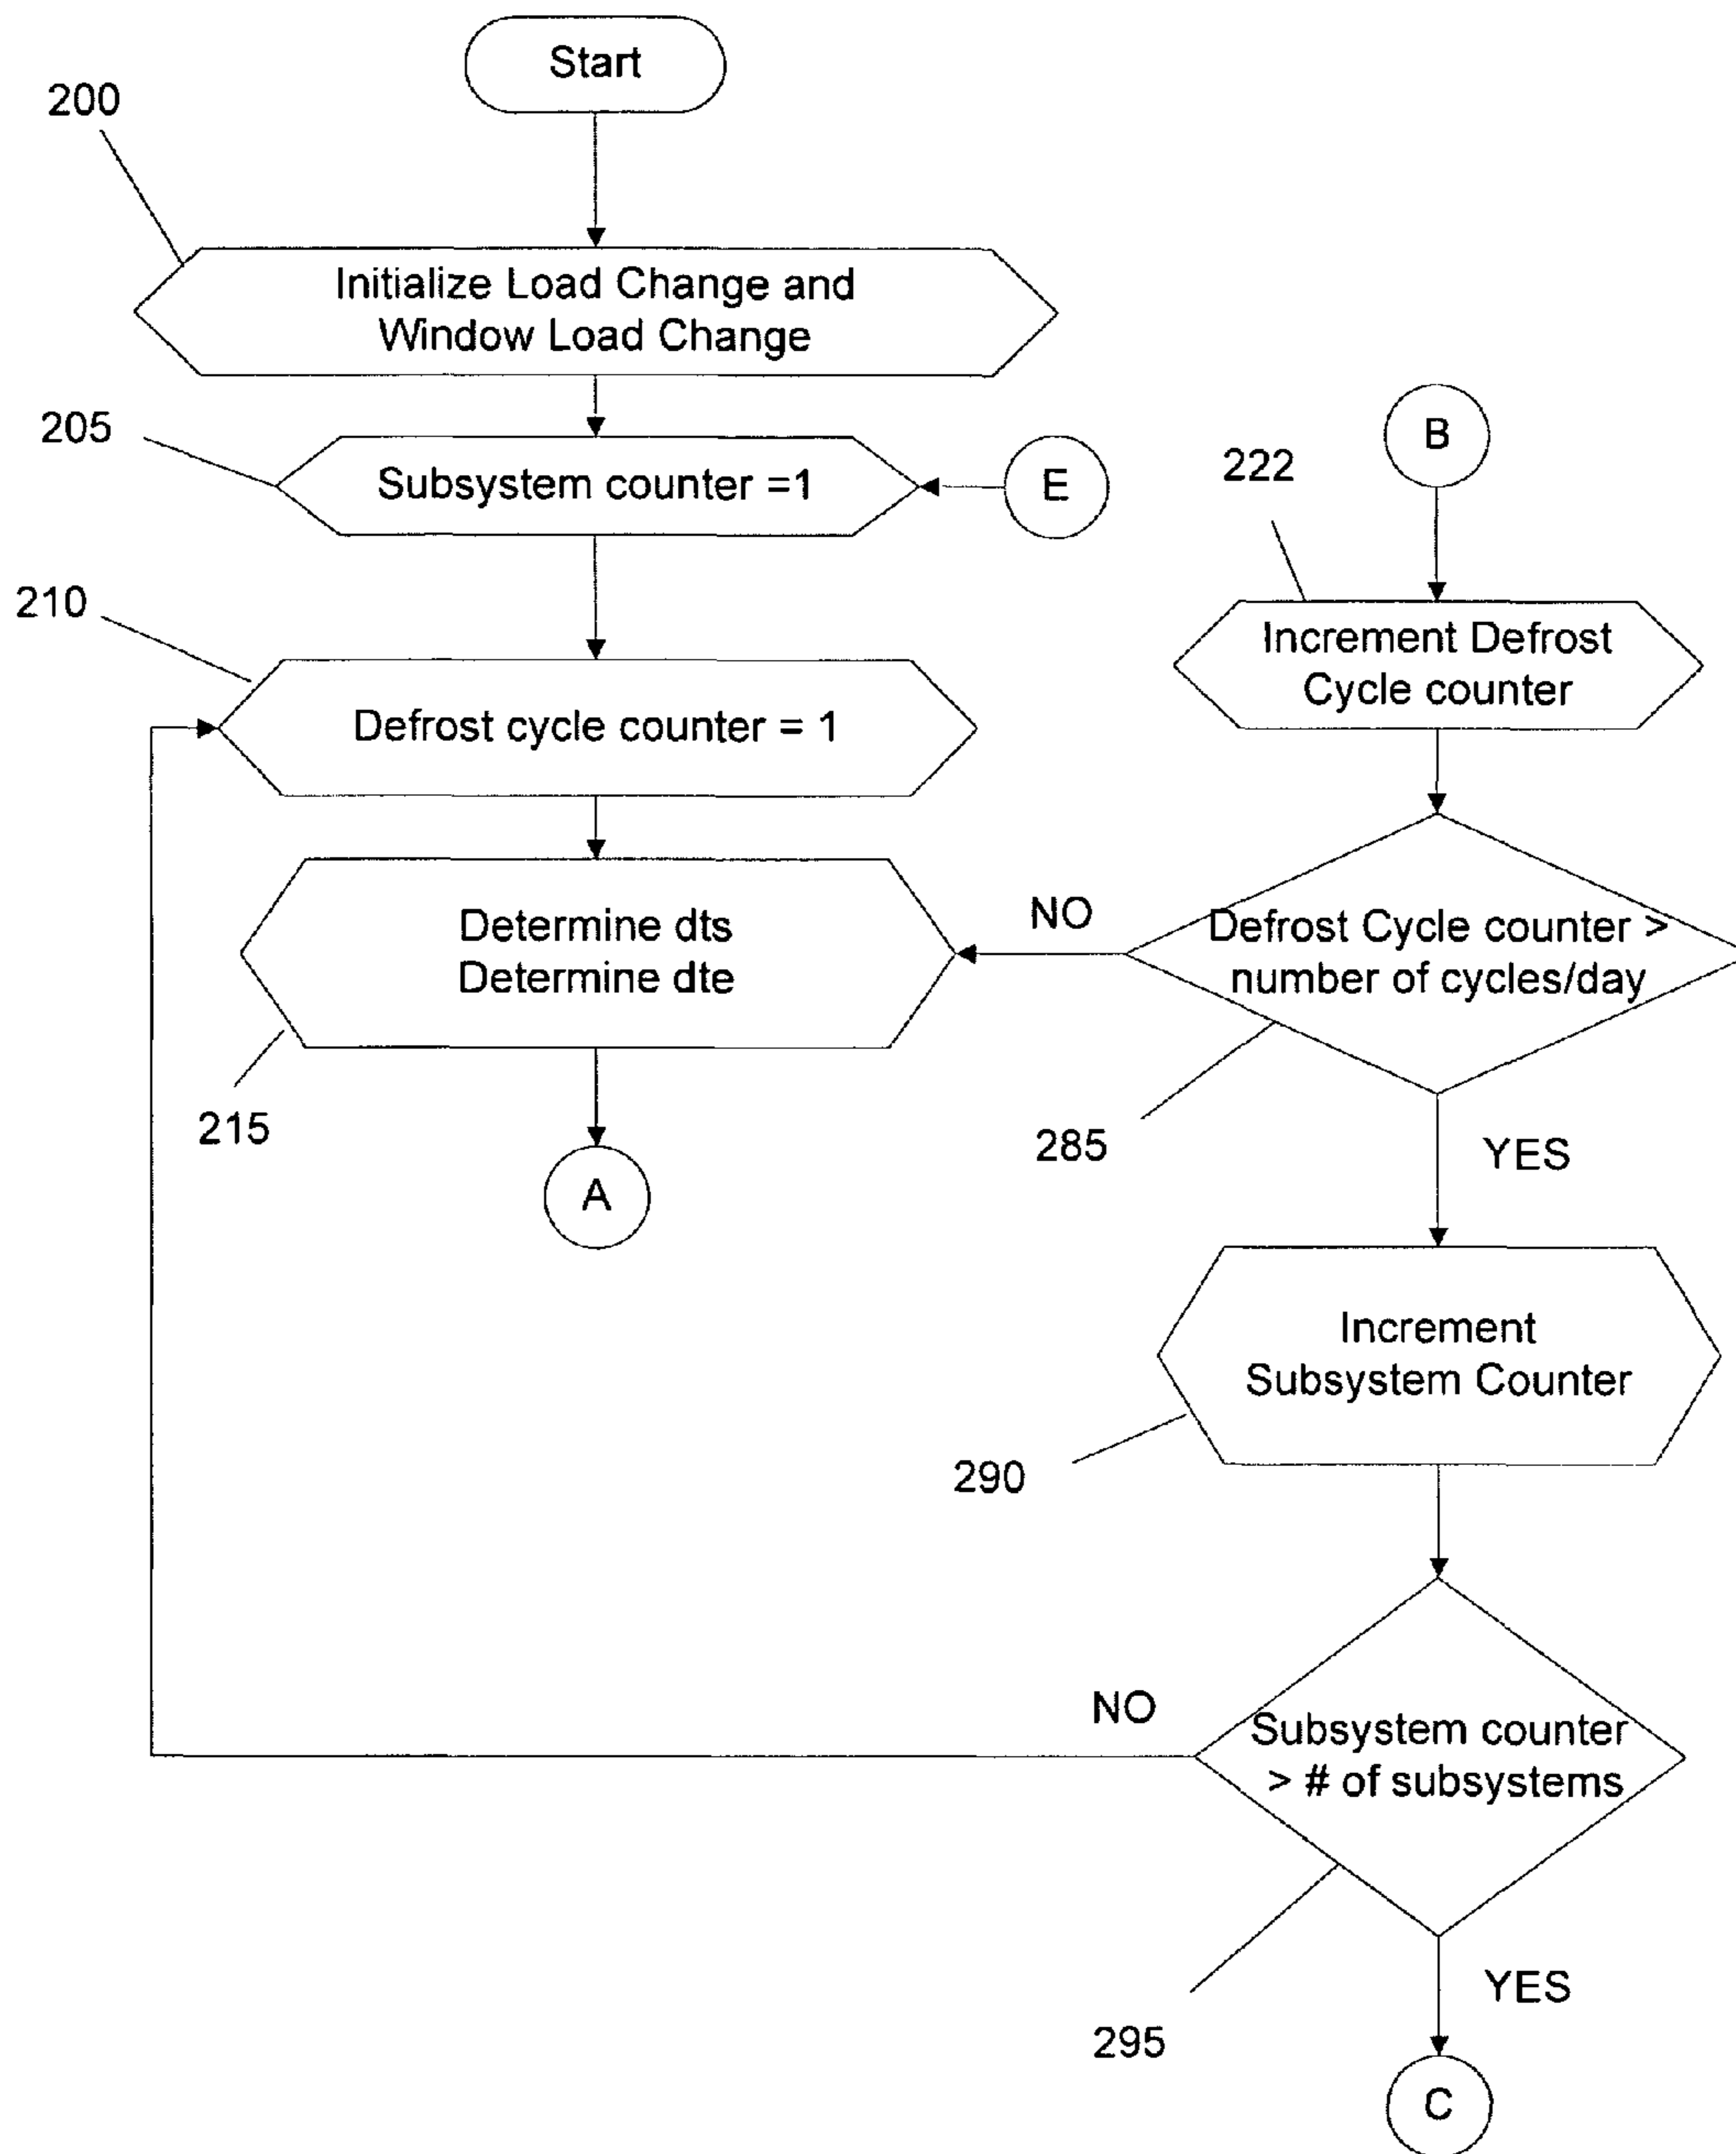 Start
200
Initialize Load Change and
Window Load Change
205
Subsystem counter =1
E
210
Defrost cycle counter = 1
Determine dts
Determine dte
215
A
B
222
Increment Defrost
Cycle counter
NO
Defrost Cycle counter >
number of cycles/day
285
YES
Increment
Subsystem Counter
290
NO
Subsystem counter
> # of subsystems
295
YES
C